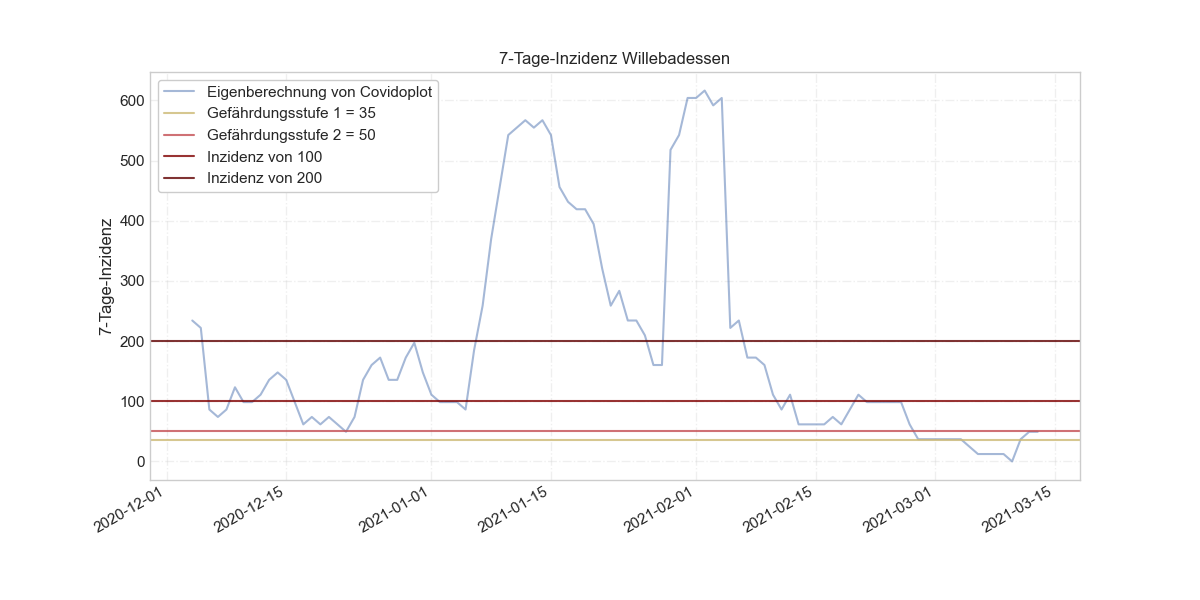 7-Tage-Inzidenz Willebadessen
Eigenberechnung von Covidoplot
Gefährdungsstufe 1 = 35
Gefährdungsstufe 2 = 50
Inzidenz von 100
Inzidenz von 200
7-Tage-Inzidenz
600
500
400
300
200
100
0
2020-12-01
2020-12-15
2021-01-01
2021-01-15
2021-02-01
2021-02-15
2021-03-01
2021-03-15